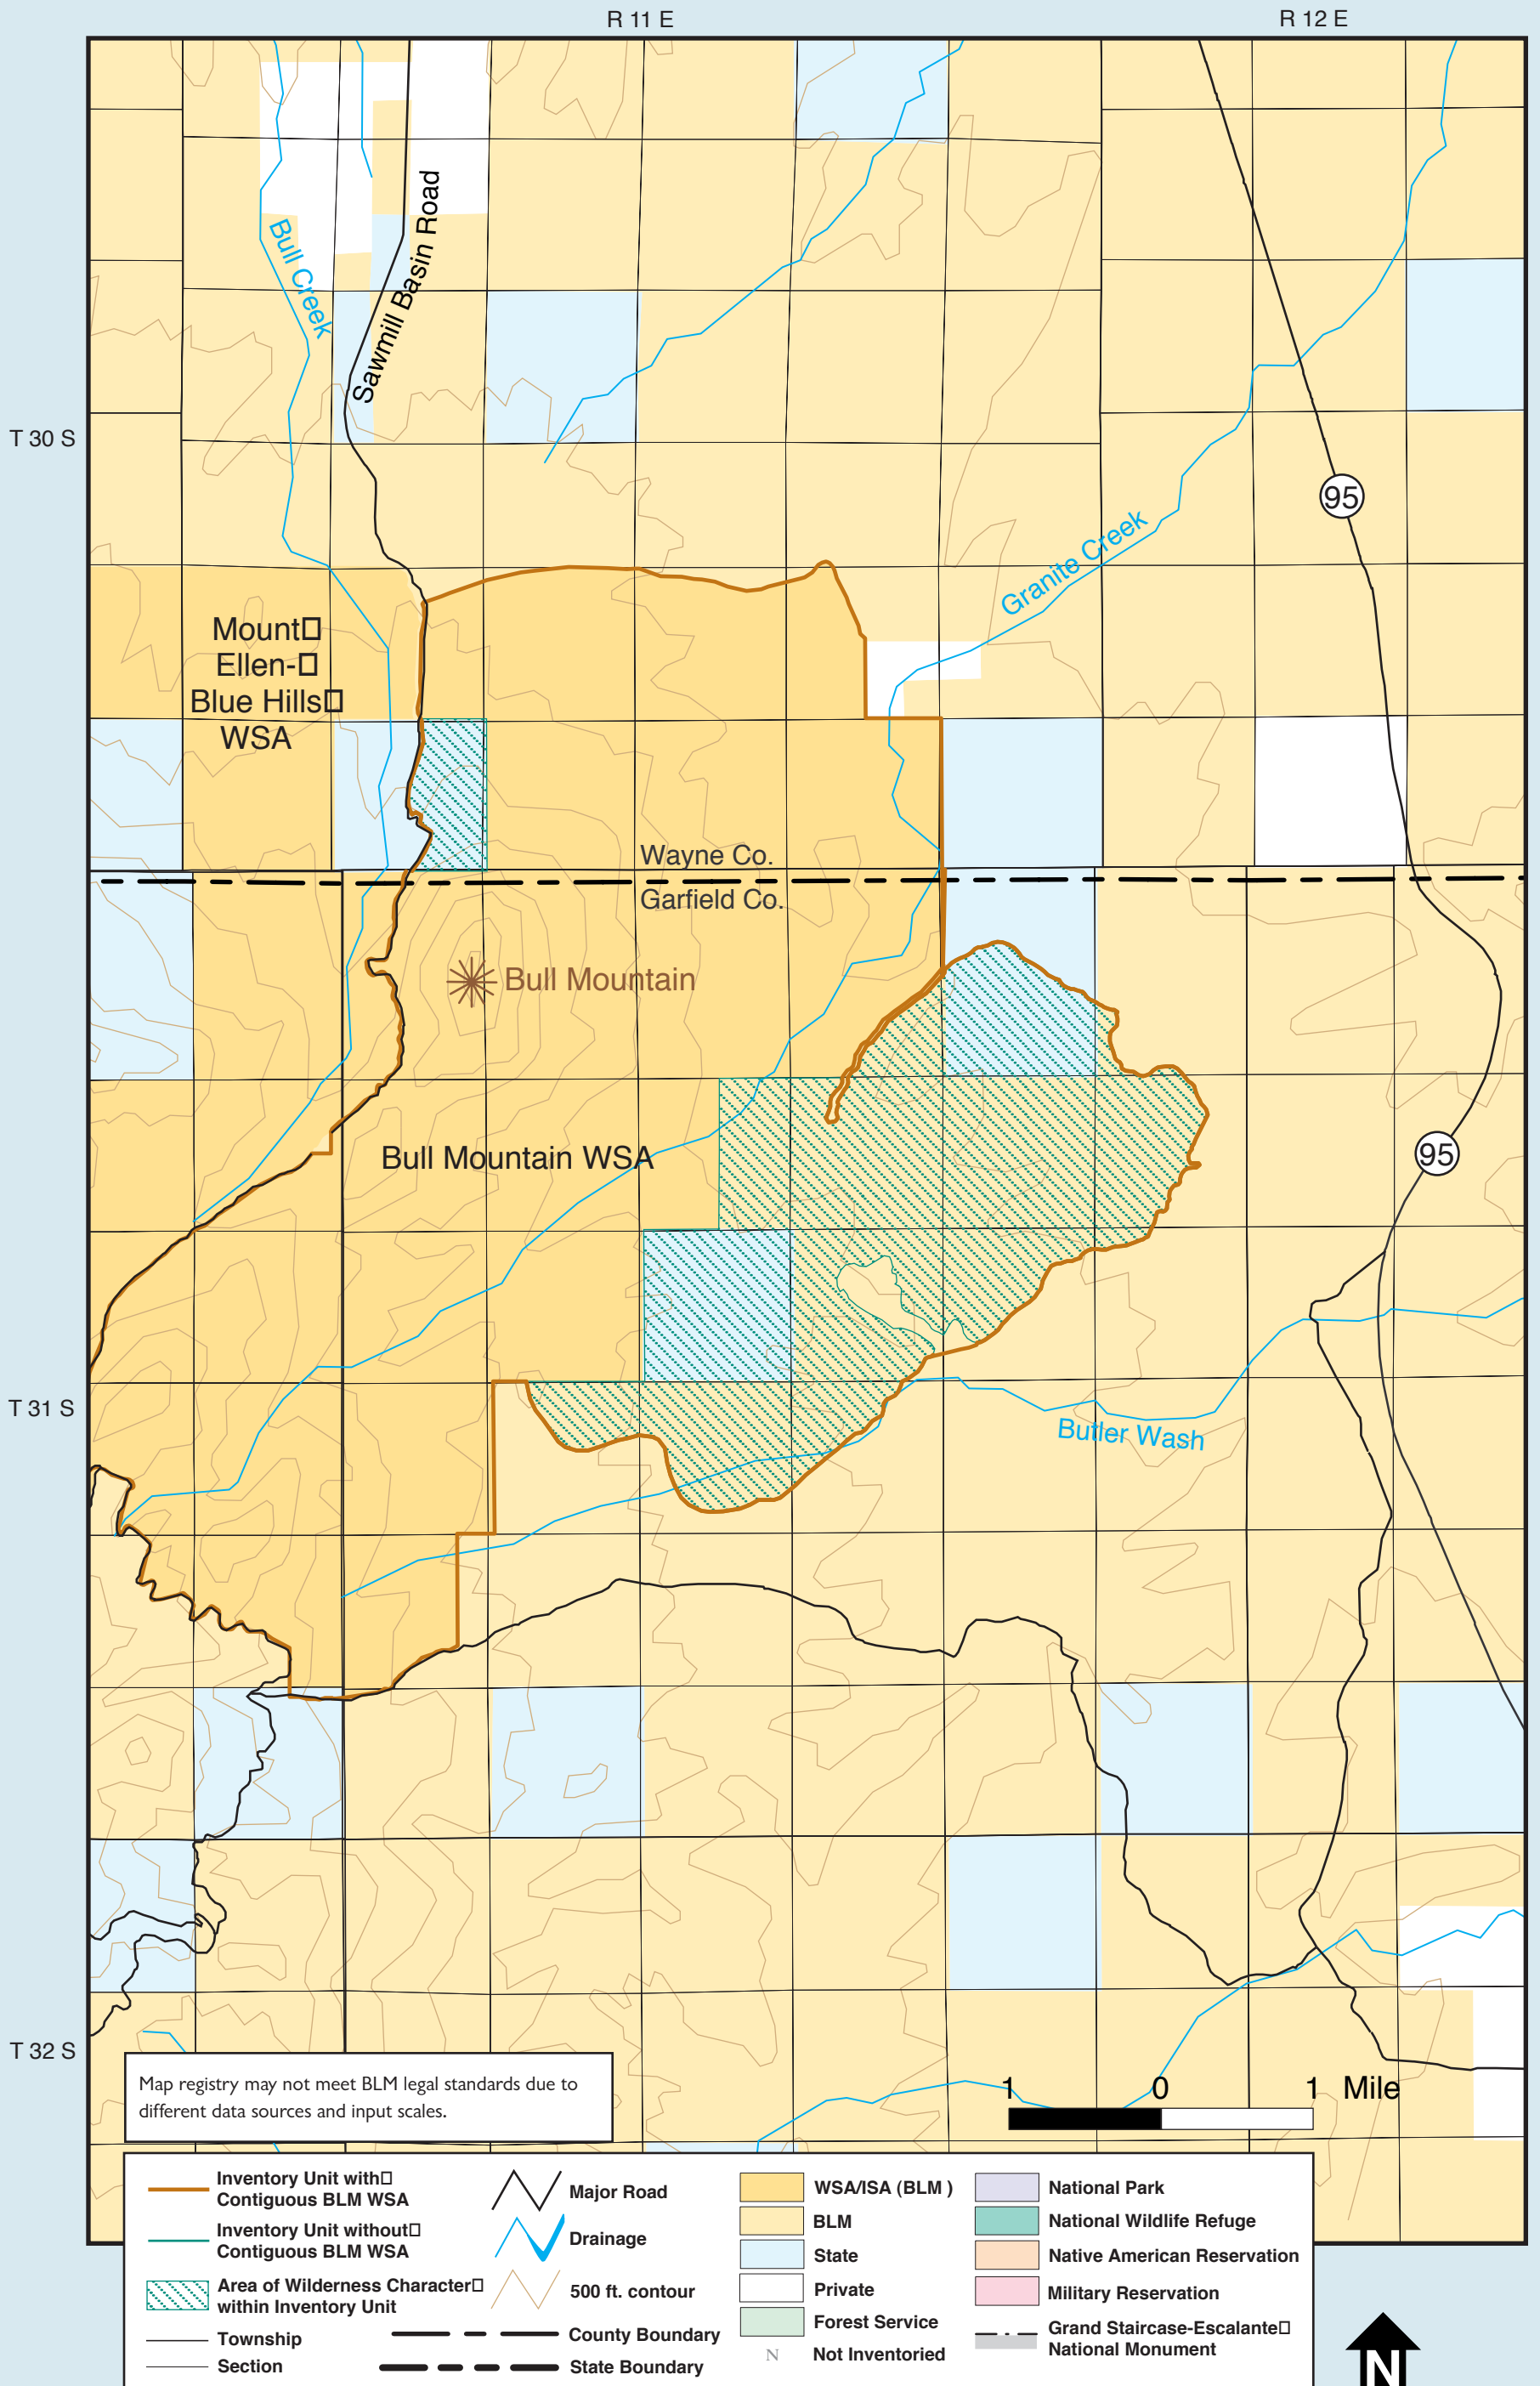 R 11 E
R 12 E
Bull Creek
Sawmill Basin Road
T 30 S
95
Granite Creek
Mount
Ellen-
Blue Hills
WSA
Wayne Co.
Garfield Co.
Bull Mountain
Bull Mountain WSA
95
T 31 S
Butler Wash
T 32 S
Map registry may not meet BLM legal standards due to
different data sources and input scales.
1 0 1 Mile
Inventory Unit with
Contiguous BLM WSA
Inventory Unit without
Contiguous BLM WSA
Area of Wilderness Character
within Inventory Unit
Township
Section
Major Road
Drainage
500 ft. contour
County Boundary
State Boundary
WSA/ISA (BLM )
BLM
State
Private
Forest Service
N Not Inventoried
National Park
National Wildlife Refuge
Native American Reservation
Military Reservation
Grand Staircase-Escalante
National Monument
N